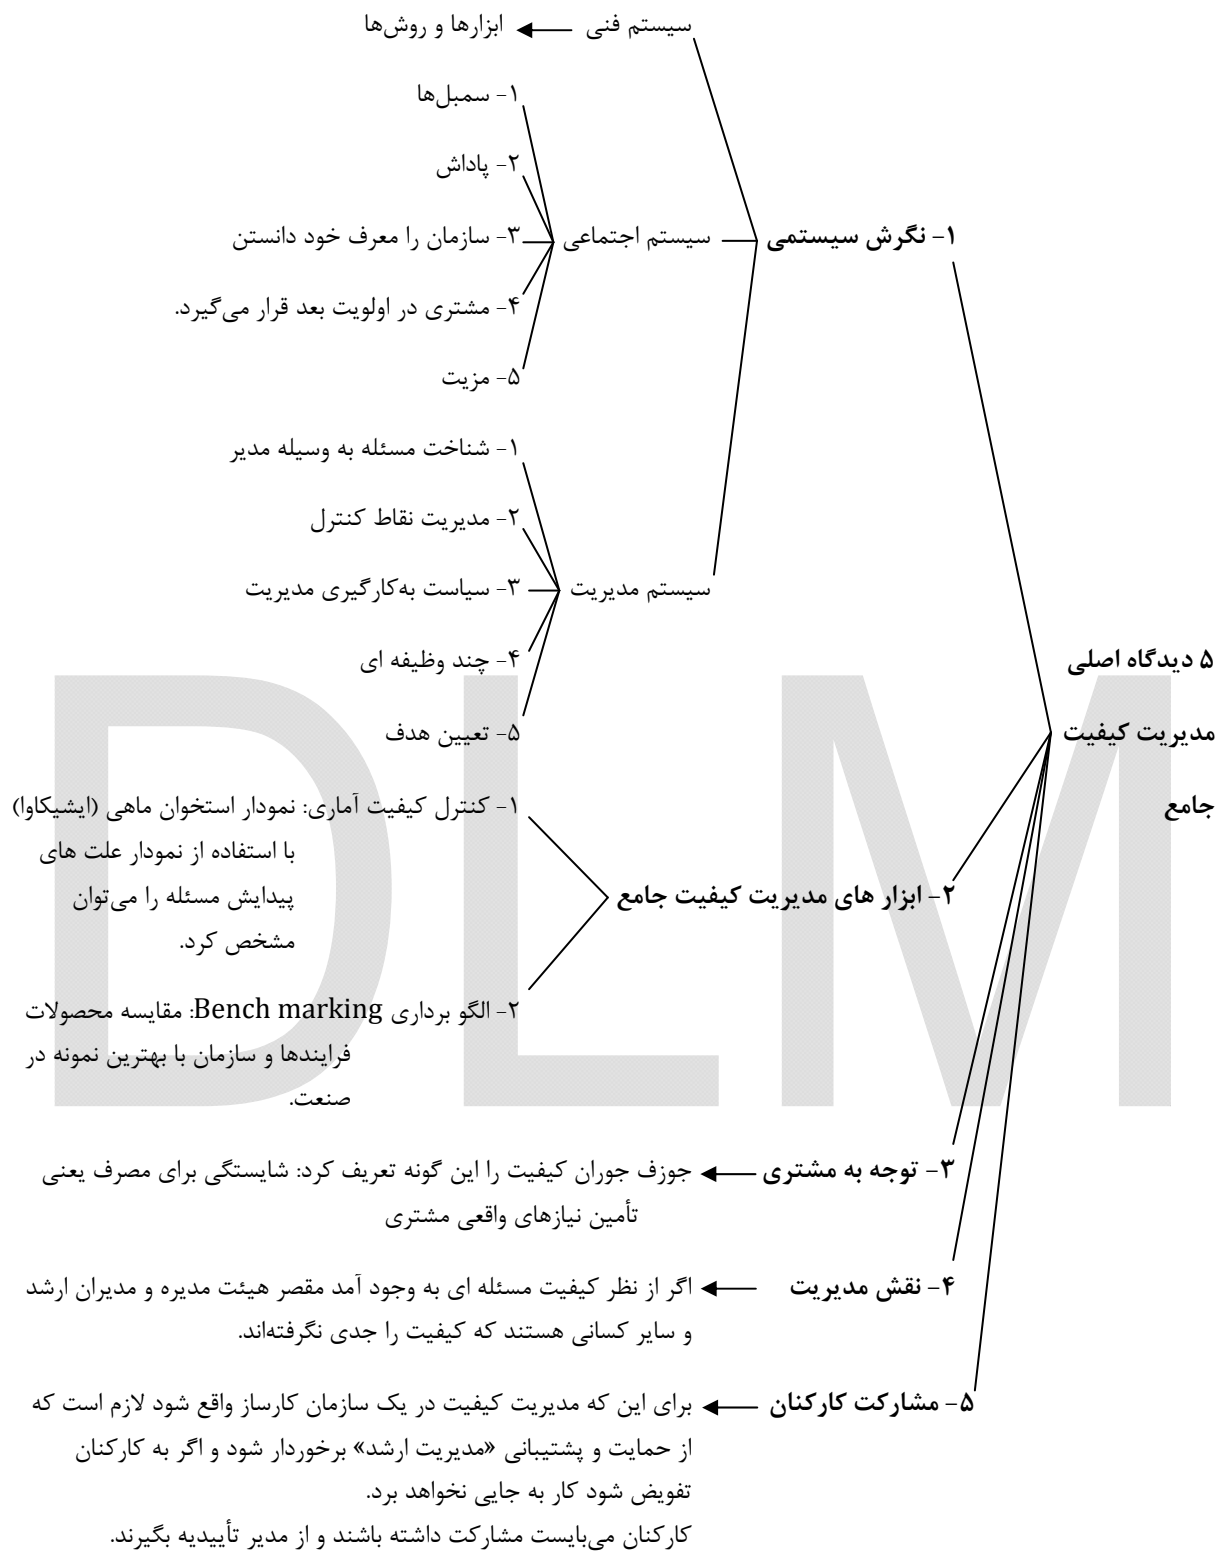 سیستم فنی ← ابزارها و روش‌ها
۱- سمبل‌ها
۲- پاداش
۱- نگرش سیستمی
سیستم اجتماعی
۳- سازمان را معرف خود دانستن
۴- مشتری در اولویت بعد قرار می‌گیرد.
۵- مزیت
۱- شناخت مسئله به وسیله مدیر
۲- مدیریت نقاط کنترل
سیستم مدیریت
۳- سیاست به‌کارگیری مدیریت
۴- چند وظیفه ای
۵- تعیین هدف
۵ دیدگاه اصلی
مدیریت کیفیت
جامع
۱- کنترل کیفیت آماری: نمودار استخوان ماهی (ایشیکاوا)
با استفاده از نمودار علت های
پیدایش مسئله را می‌توان
مشخص کرد.
۲- ابزار های مدیریت کیفیت جامع
۲- الگو برداری Bench marking: مقایسه محصولات
فرایندها و سازمان با بهترین نمونه در
صنعت.
۳- توجه به مشتری ← جوزف جوران کیفیت را این گونه تعریف کرد: شایستگی برای مصرف یعنی
تأمین نیازهای واقعی مشتری
۴- نقش مدیریت ← اگر از نظر کیفیت مسئله ای به وجود آمد مقصر هیئت مدیره و مدیران ارشد
و سایر کسانی هستند که کیفیت را جدی نگرفته‌اند.
۵- مشارکت کارکنان ← برای این که مدیریت کیفیت در یک سازمان کارساز واقع شود لازم است که
از حمایت و پشتیبانی «مدیریت ارشد» برخوردار شود و اگر به کارکنان
تفویض شود کار به جایی نخواهد برد.
کارکنان می‌بایست مشارکت داشته باشند و از مدیر تأییدیه بگیرند.
DLM